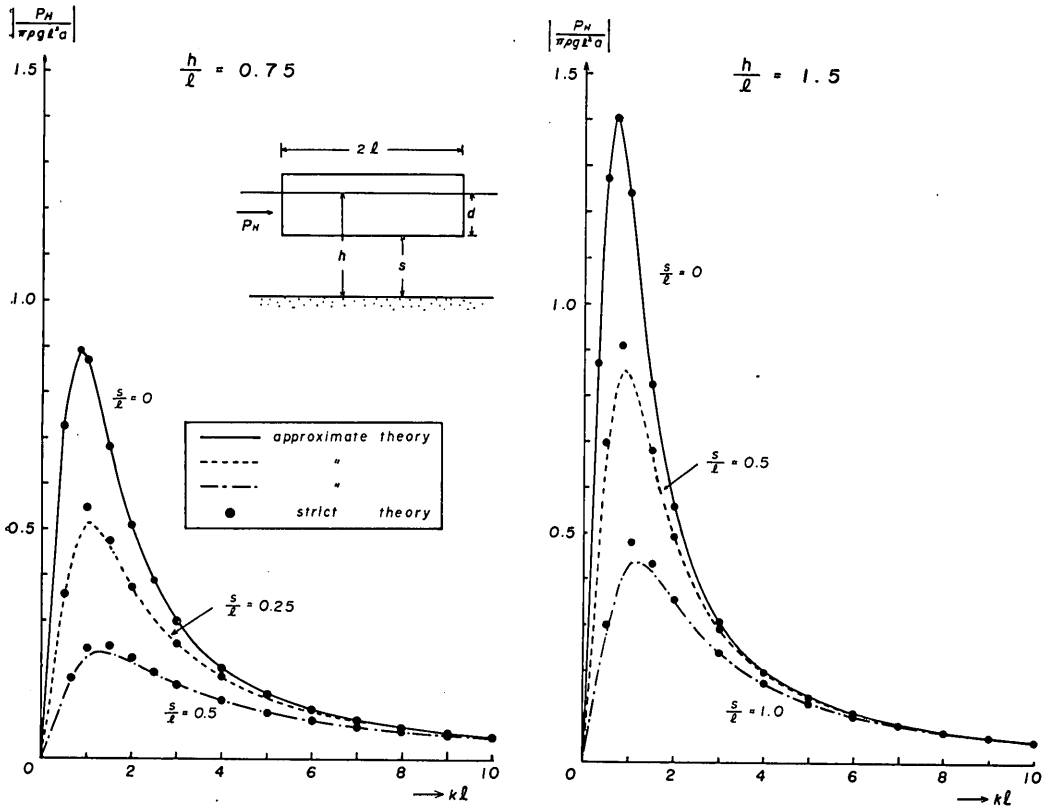 | P_H / πρgl²a |
h/l = 0.75
1.5
1.0
0.5
0
2
4
6
8
10
→ kl
2l
P_H
h
s
d
s/l = 0
approximate theory
"
"
strict theory
s/l = 0.25
s/l = 0.5
| P_H / πρgl²a |
h/l = 1.5
1.5
1.0
0.5
0
2
4
6
8
10
→ kl
s/l = 0
s/l = 0.5
s/l = 1.0